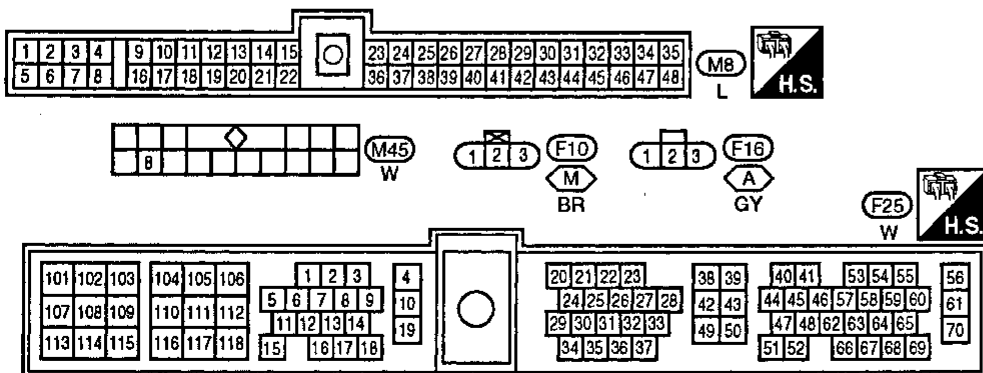 1 2 3 4 9 10 11 12 13 14 15 23 24 25 26 27 28 29 30 31 32 33 34 35
5 6 7 8 16 17 18 19 20 21 22 36 37 38 39 40 41 42 43 44 45 46 47 48
M8
L
H.S.
8
M45
W
1 2 3
F10
M
BR
1 2 3
F16
A
GY
F25
W
H.S.
101 102 103 104 105 106 1 2 3 4 20 21 22 23 38 39 40 41 53 54 55 56
107 108 109 110 111 112 5 6 7 8 9 10 24 25 26 27 28 42 43 44 45 46 57 58 59 60 61
11 12 13 14 19 29 30 31 32 33 49 50 47 48 62 63 64 65 70
113 114 115 116 117 118 15 16 17 18 34 35 36 37 51 52 66 67 68 69